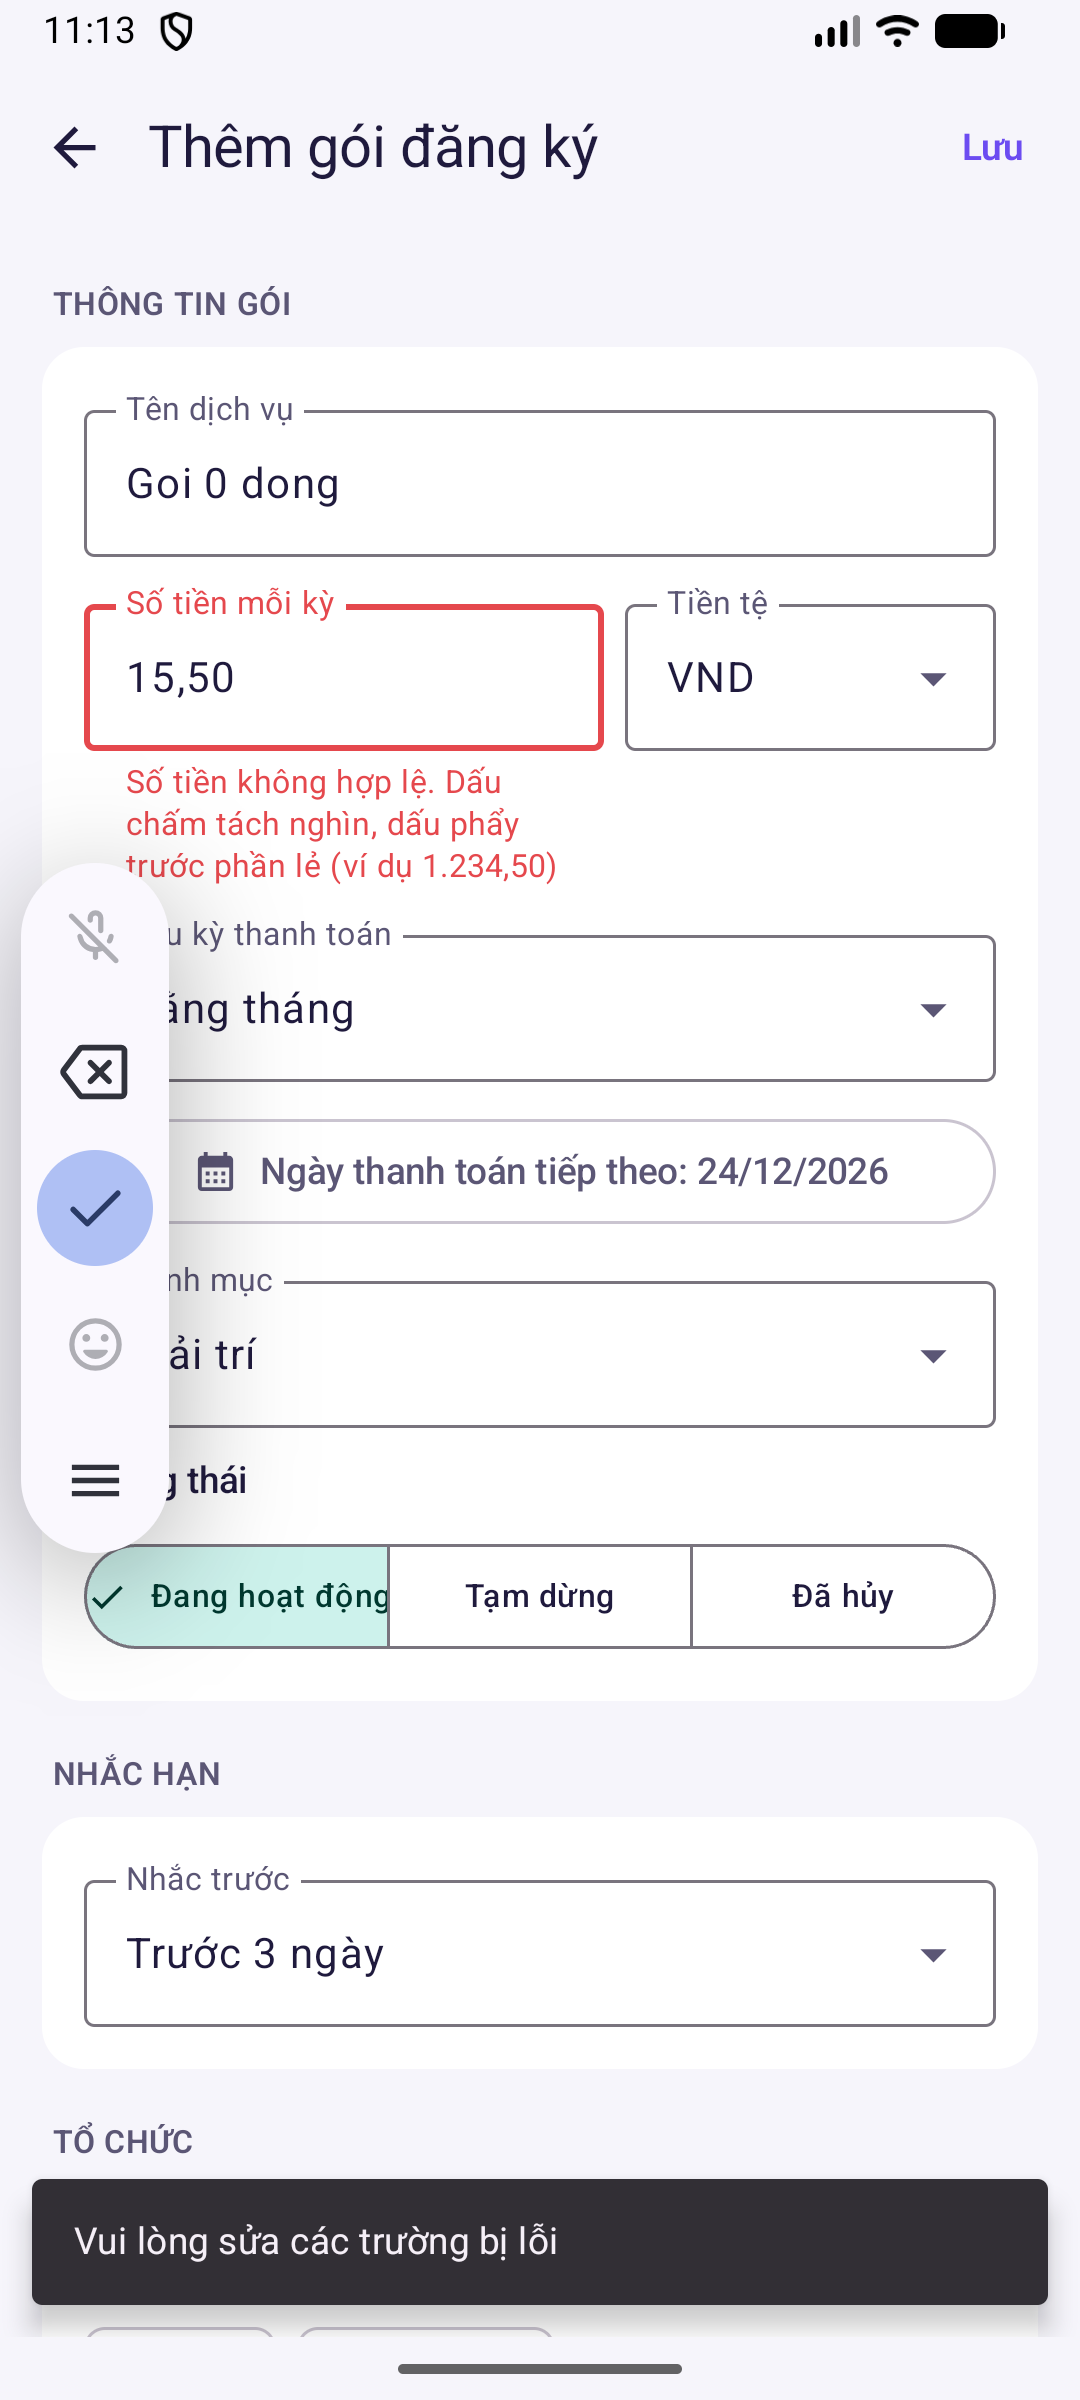 11:13
Thêm gói đăng ký
Lưu
THÔNG TIN GÓI
Tên dịch vụ
Goi 0 dong
Số tiền mỗi kỳ
15,50
Tiền tệ
VND
Số tiền không hợp lệ. Dấu
chấm tách nghìn, dấu phẩy
trước phần lẻ (ví dụ 1.234,50)
kỳ thanh toán
tháng
Ngày thanh toán tiếp theo: 24/12/2026
mục
trí
thái
Đang hoạt động
Tạm dừng
Đã hủy
NHẮC HẠN
Nhắc trước
Trước 3 ngày
TỔ CHỨC
Vui lòng sửa các trường bị lỗi